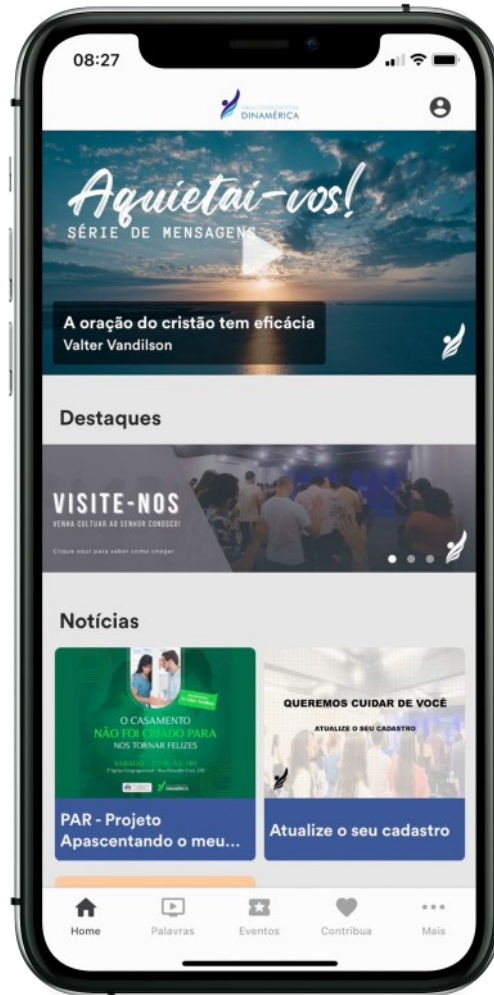 08:27
DINAMÉRICA
Aquietai-vos!
SÉRIE DE MENSAGENS
A oração do cristão tem eficácia
Valter Vandilson
Destaques
VISITE-NOS
VENHA CULTUAR AO SENHOR CONOSCO!
Clique aqui para saber como chegar
Notícias
O CASAMENTO
NÃO FOI CRIADO PARA
NOS TORNAR FELIZES
QUEREMOS CUIDAR DE VOCÊ
ATUALIZE O SEU CADASTRO
PAR - Projeto
Apascentando o meu...
Atualize o seu cadastro
Home
Palavras
Eventos
Contribua
Mais